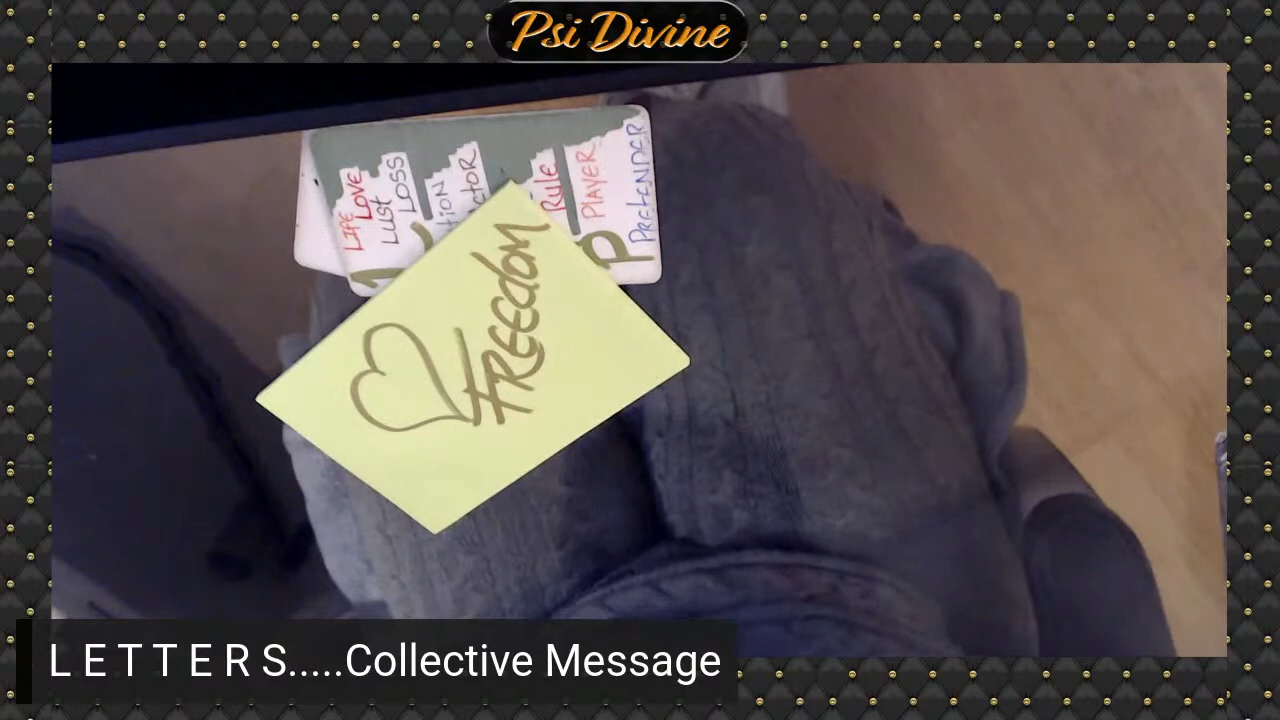 Psi Divine
LIFE
LOVE
LUST
LOSS
RULE
PLAYER
P
PRETENDER
FREEDOM
L E T T E R S.....Collective Message